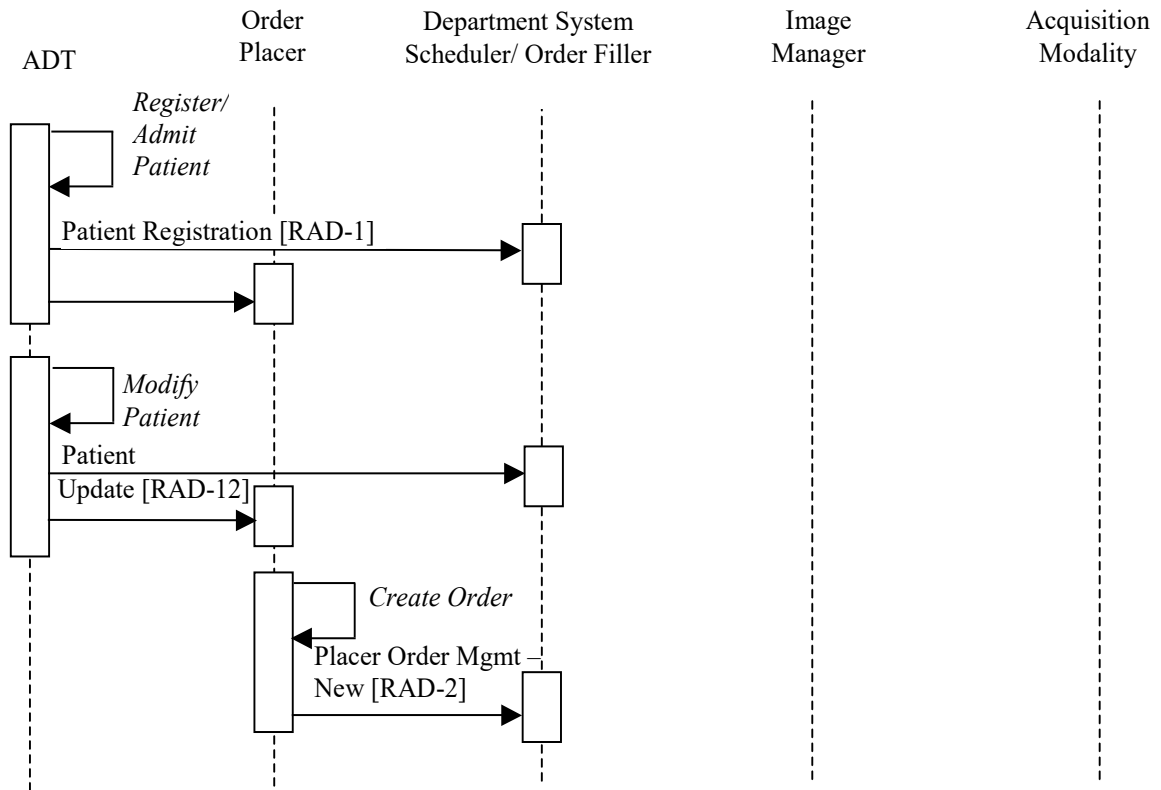 ADT
Order
Placer
Department System
Scheduler/ Order Filler
Image
Manager
Acquisition
Modality
Register/
Admit
Patient
Patient Registration [RAD-1]
Modify
Patient
Patient
Update [RAD-12]
Create Order
Placer Order Mgmt –
New [RAD-2]